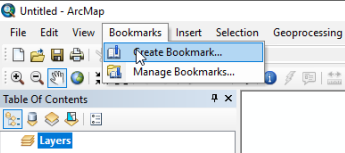 Untitled - ArcMap
File Edit View Bookmarks Insert Selection Geoprocessing
Create Bookmark...
Manage Bookmarks...
Table Of Contents
Layers